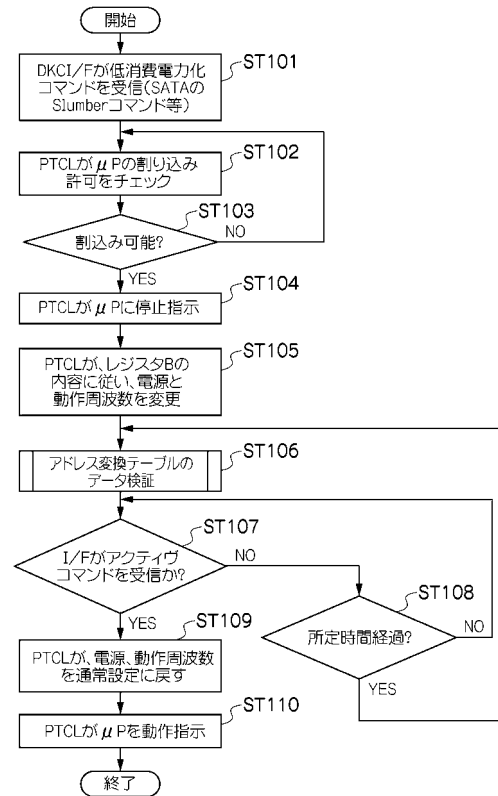 開始
DKCI/Fが低消費電力化
コマンドを受信(SATAの
Slumberコマンド等)
ST101
PTCLがμPの割り込み
許可をチェック
ST102
ST103
割込み可能?
NO
YES
PTCLがμPに停止指示
ST104
PTCLが、レジスタBの
内容に従い、電源と
動作周波数を変更
ST105
アドレス変換テーブルの
データ検証
ST106
ST107
I/Fがアクティヴ
コマンドを受信か?
NO
YES
ST108
所定時間経過?
NO
YES
ST109
PTCLが、電源、動作周波数
を通常設定に戻す
ST110
PTCLがμPを動作指示
終了